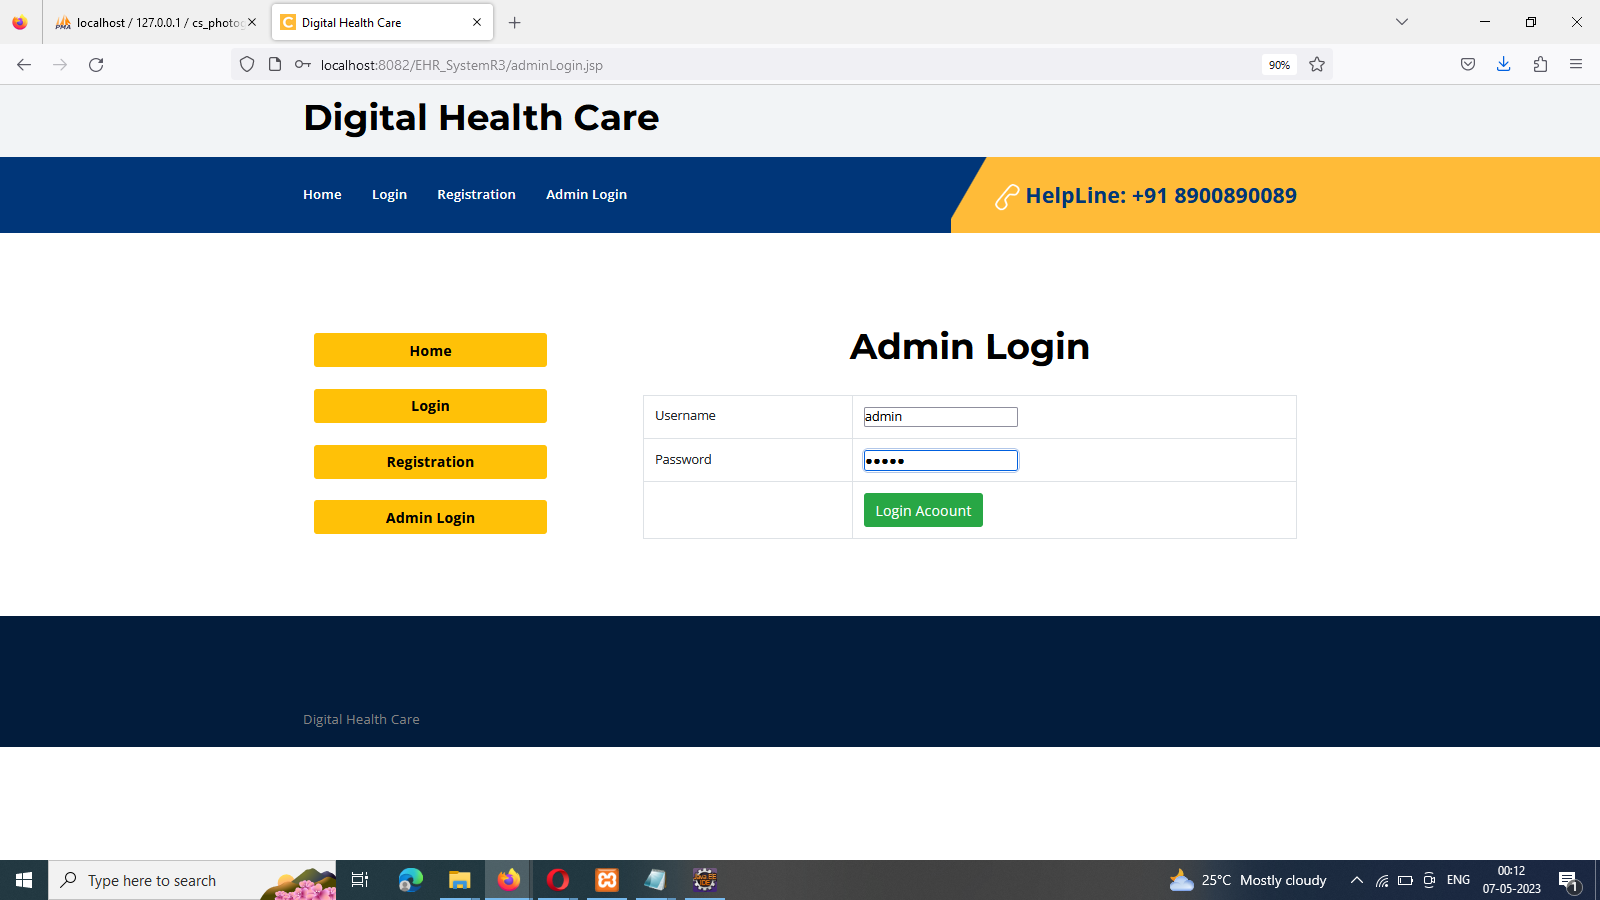 localhost / 127.0.0.1 / cs_photog
Digital Health Care
localhost:8082/EHR_SystemR3/adminLogin.jsp
90%
Digital Health Care
Home
Login
Registration
Admin Login
HelpLine: +91 8900890089
Home
Login
Registration
Admin Login
Admin Login
Username
admin
Password
Login Acoount
Digital Health Care
Type here to search
25°C Mostly cloudy
ENG
00:12
07-05-2023
1